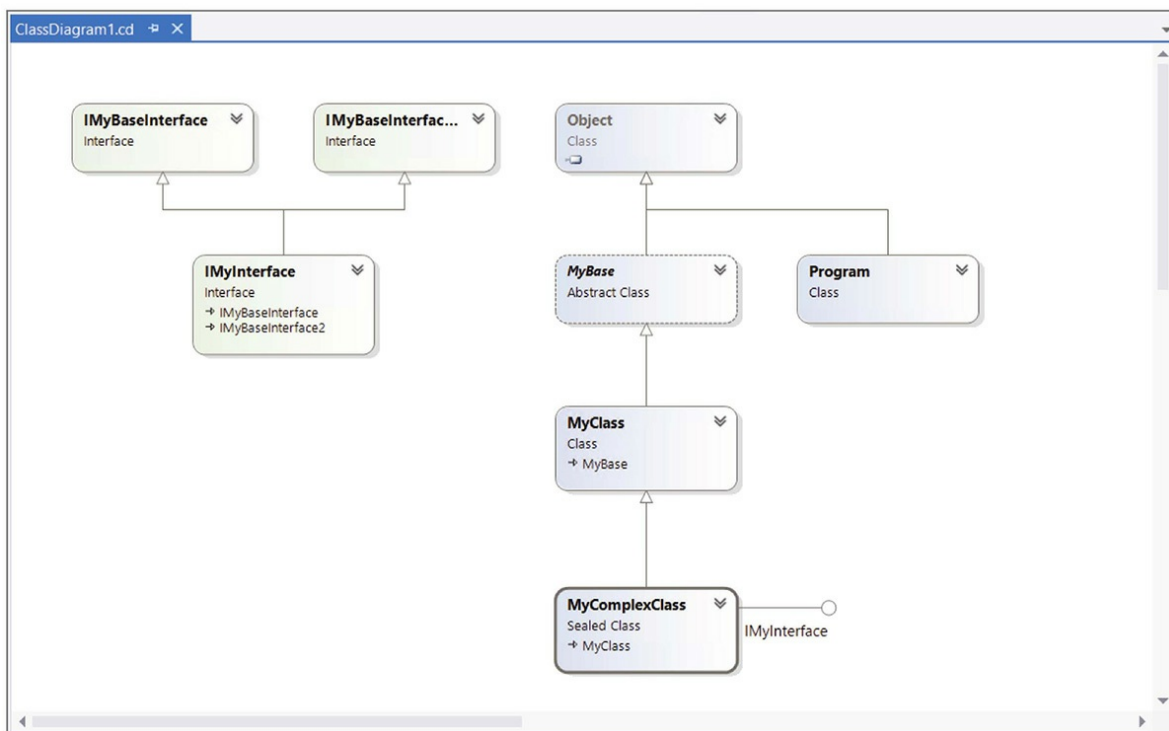 ClassDiagram1.cd
IMyBaseInterface
Interface
IMyBaseInterfac...
Interface
Object
Class
IMyInterface
Interface
IMyBaseInterface
IMyBaseInterface2
MyBase
Abstract Class
Program
Class
MyClass
Class
MyBase
MyComplexClass
Sealed Class
MyClass
IMyInterface